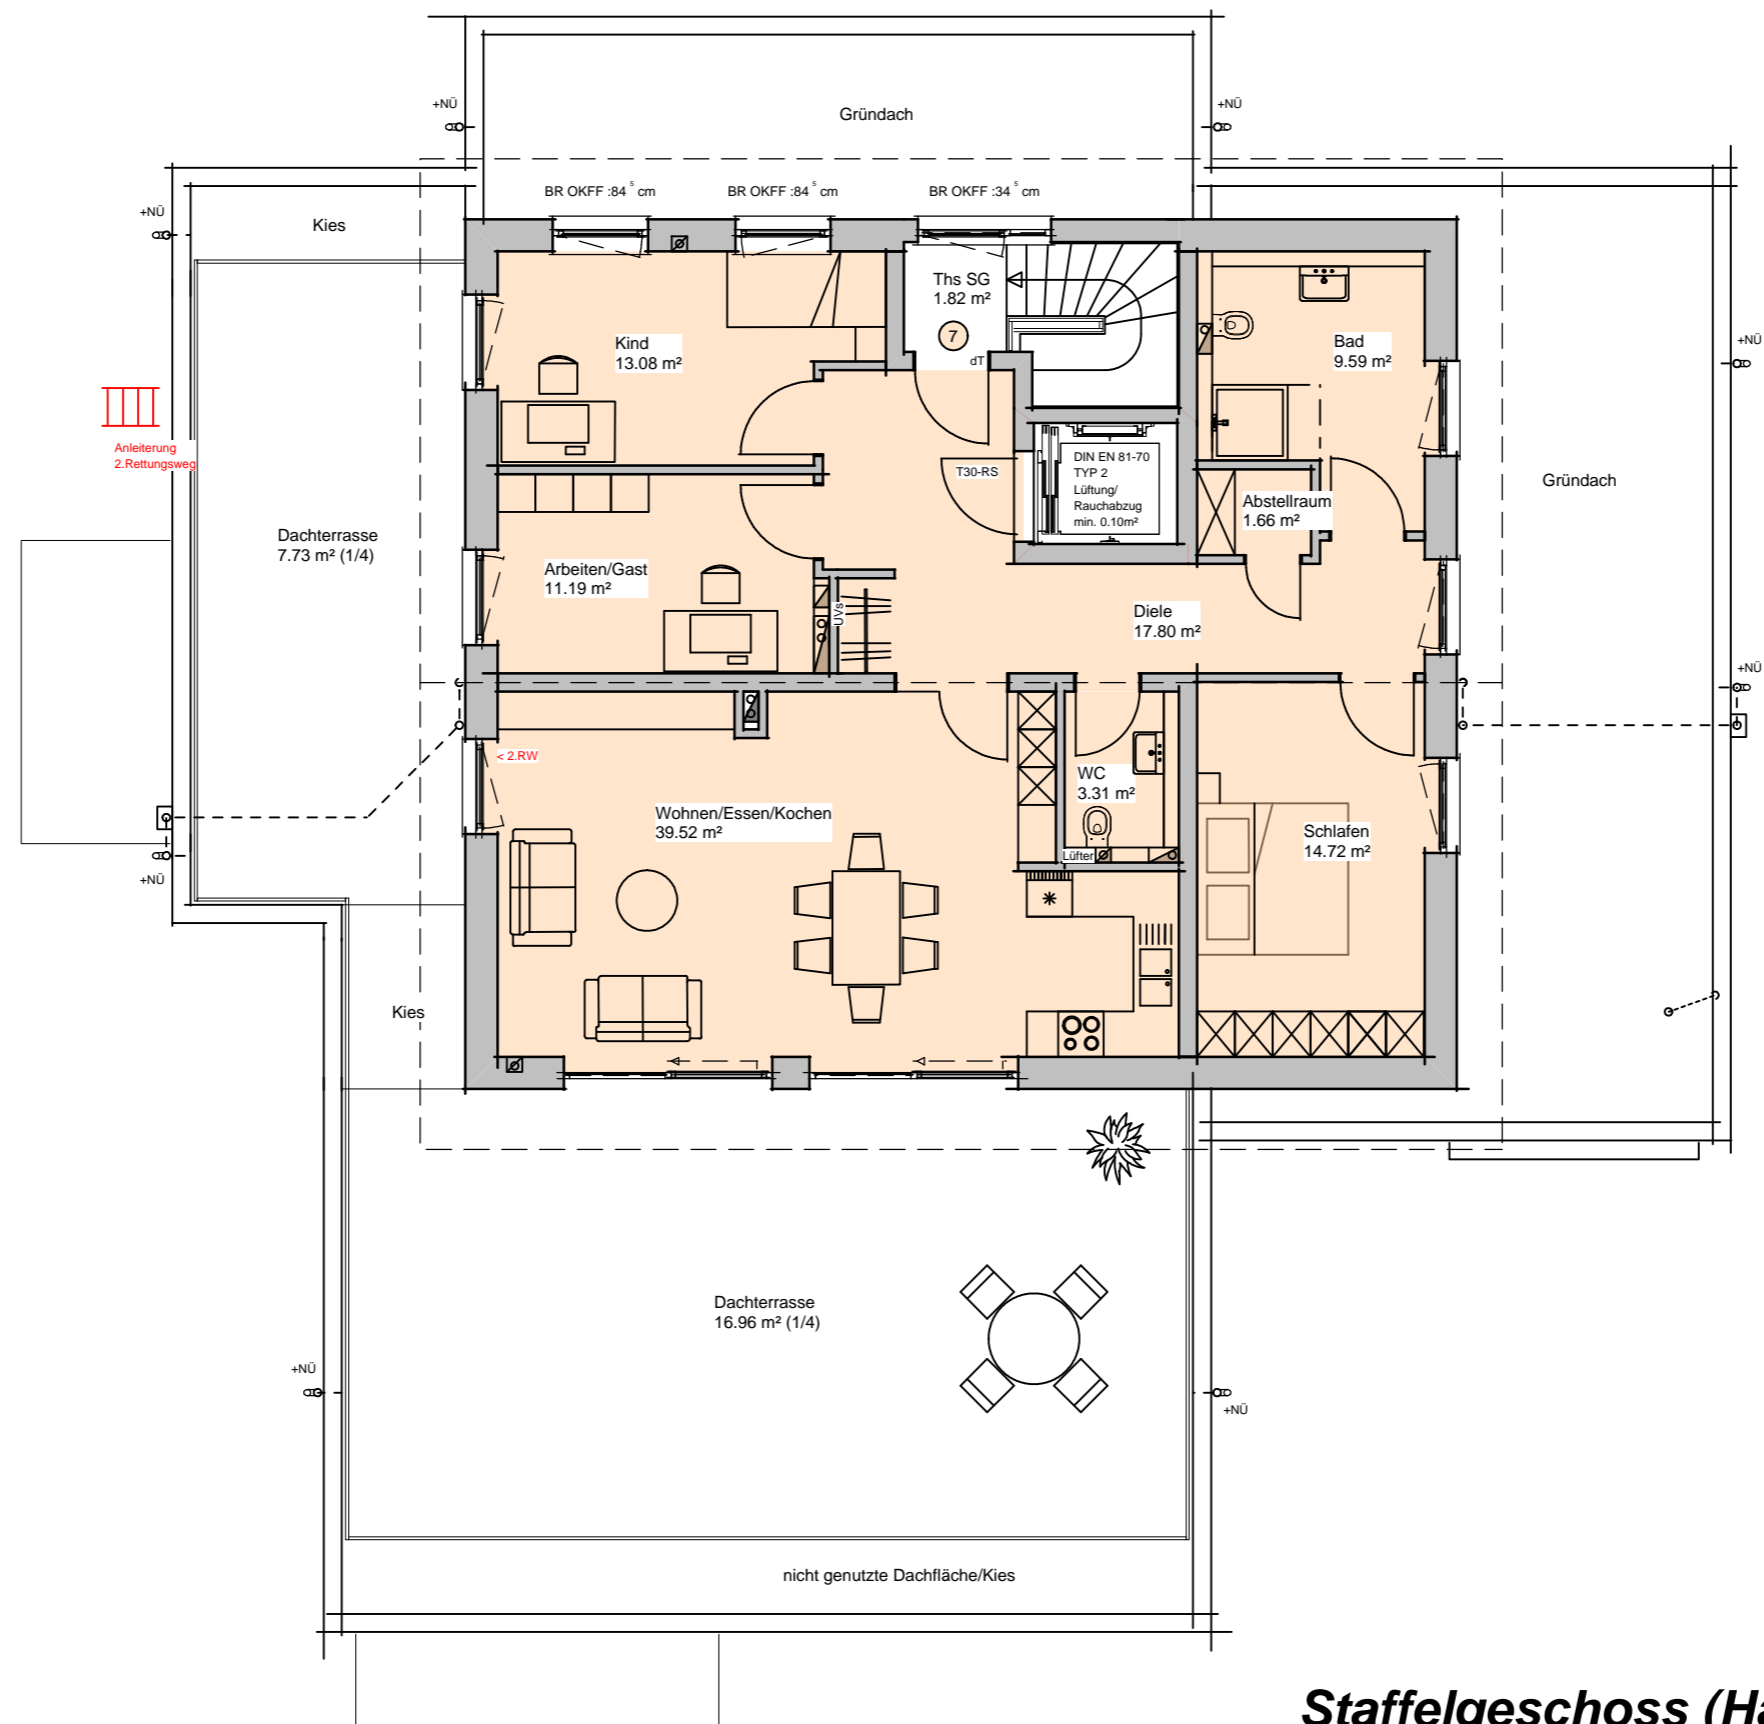 +NÜ
Gründach
+NÜ
BR OKFF :84 5 cm
BR OKFF :84 5 cm
BR OKFF :34 5 cm
+NÜ
Kies
Ths SG
1.82 m²
7
dT
Kind
13.08 m²
Bad
9.59 m²
+NÜ
Anleiterung
2.Rettungsweg
T30-RS
DIN EN 81-70
TYP 2
Lüftung/
Rauchabzug
min. 0.10m²
Abstellraum
1.66 m²
Gründach
Dachterrasse
7.73 m² (1/4)
Arbeiten/Gast
11.19 m²
UVs
Diele
17.80 m²
+NÜ
< 2.RW
WC
3.31 m²
Wohnen/Essen/Kochen
39.52 m²
Schlafen
14.72 m²
Lüfter
+NÜ
Kies
Dachterrasse
16.96 m² (1/4)
+NÜ
+NÜ
nicht genutzte Dachfläche/Kies
Staffelgeschoss (Ha